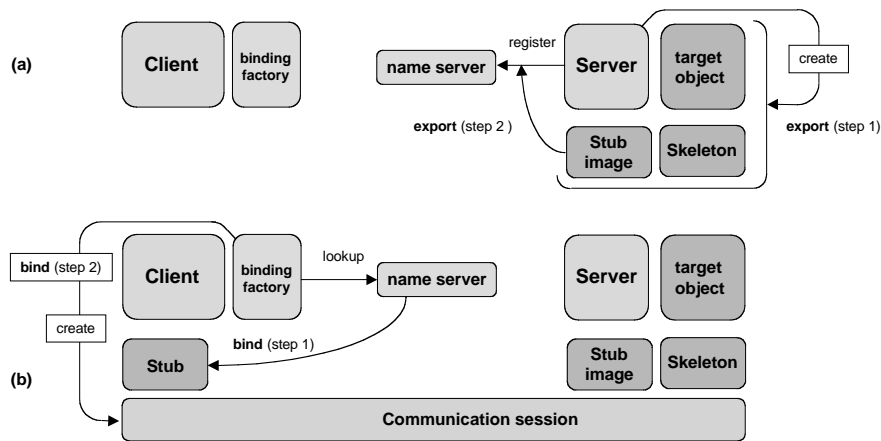 (a)
Client
binding
factory
name server
register
Server
target
object
create
export (step 2 )
export (step 1)
Stub
image
Skeleton
bind (step 2)
create
Client
binding
factory
lookup
name server
Server
target
object
bind (step 1)
(b)
Stub
Stub
image
Skeleton
Communication session